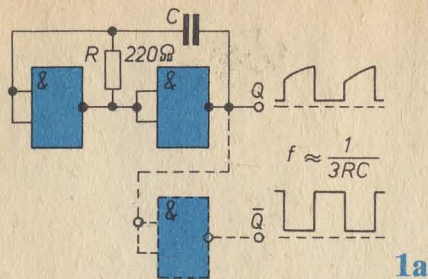 C
R 220Ω
& & Q
f ≈ 1/3RC
& Q̅
1a